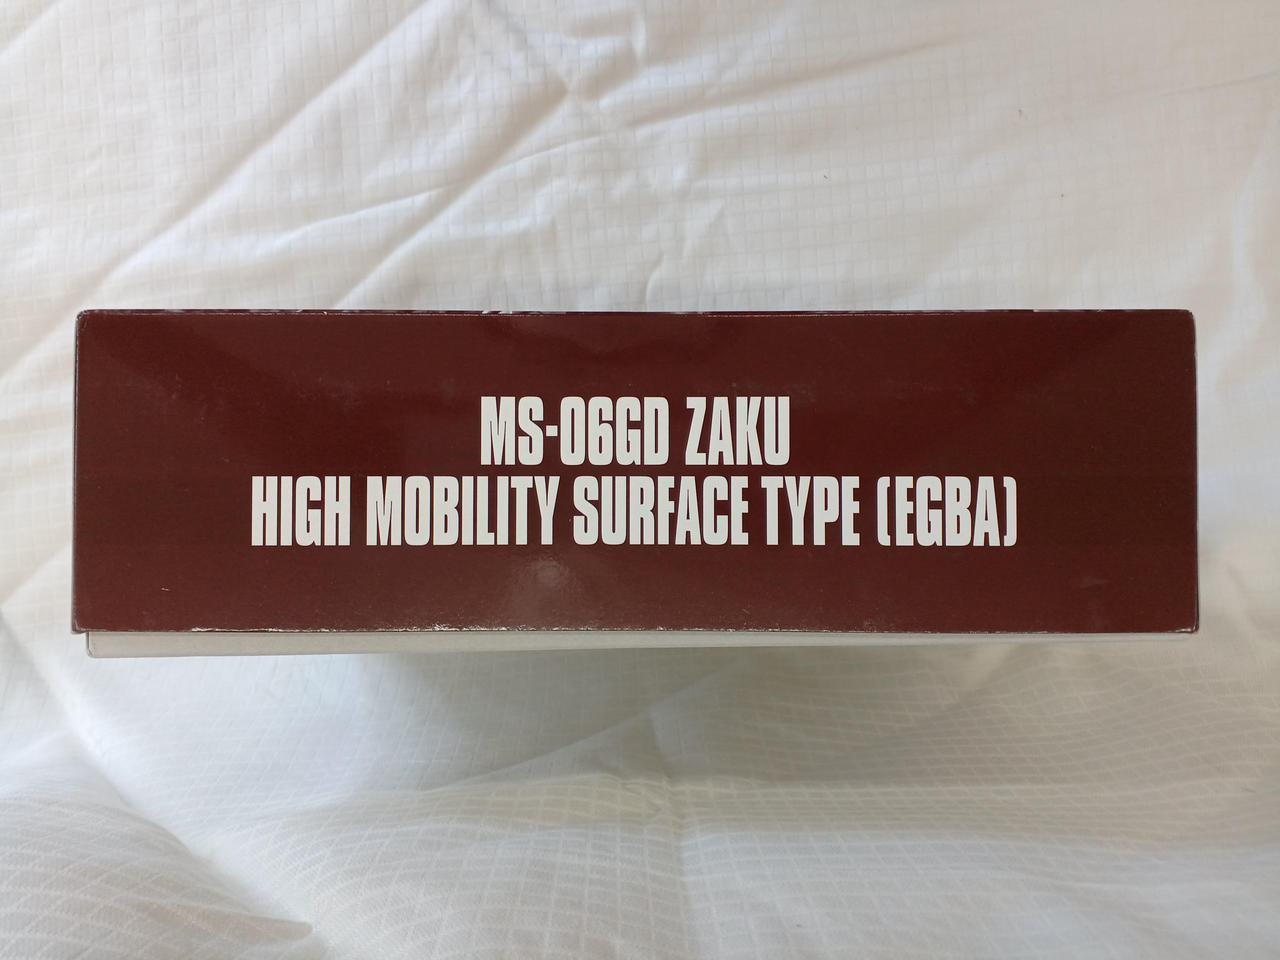 MS-06GD ZAKU
HIGH MOBILITY SURFACE TYPE (EGBA)